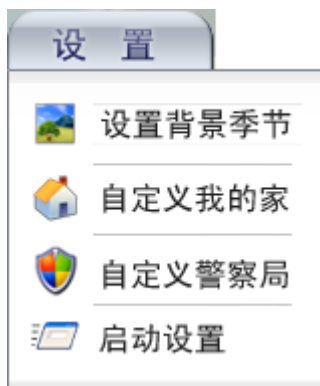 设 置
设置背景季节
自定义我的家
自定义警察局
启动设置